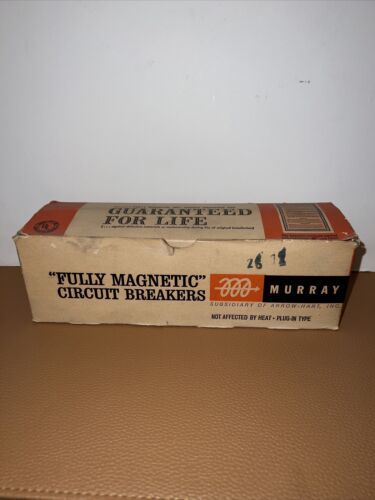 GUARANTEED
FOR LIFE
"FULLY MAGNETIC"
CIRCUIT BREAKERS
MURRAY
SUBSIDIARY OF ARROW-HART, INC.
NOT AFFECTED BY HEAT • PLUG-IN TYPE